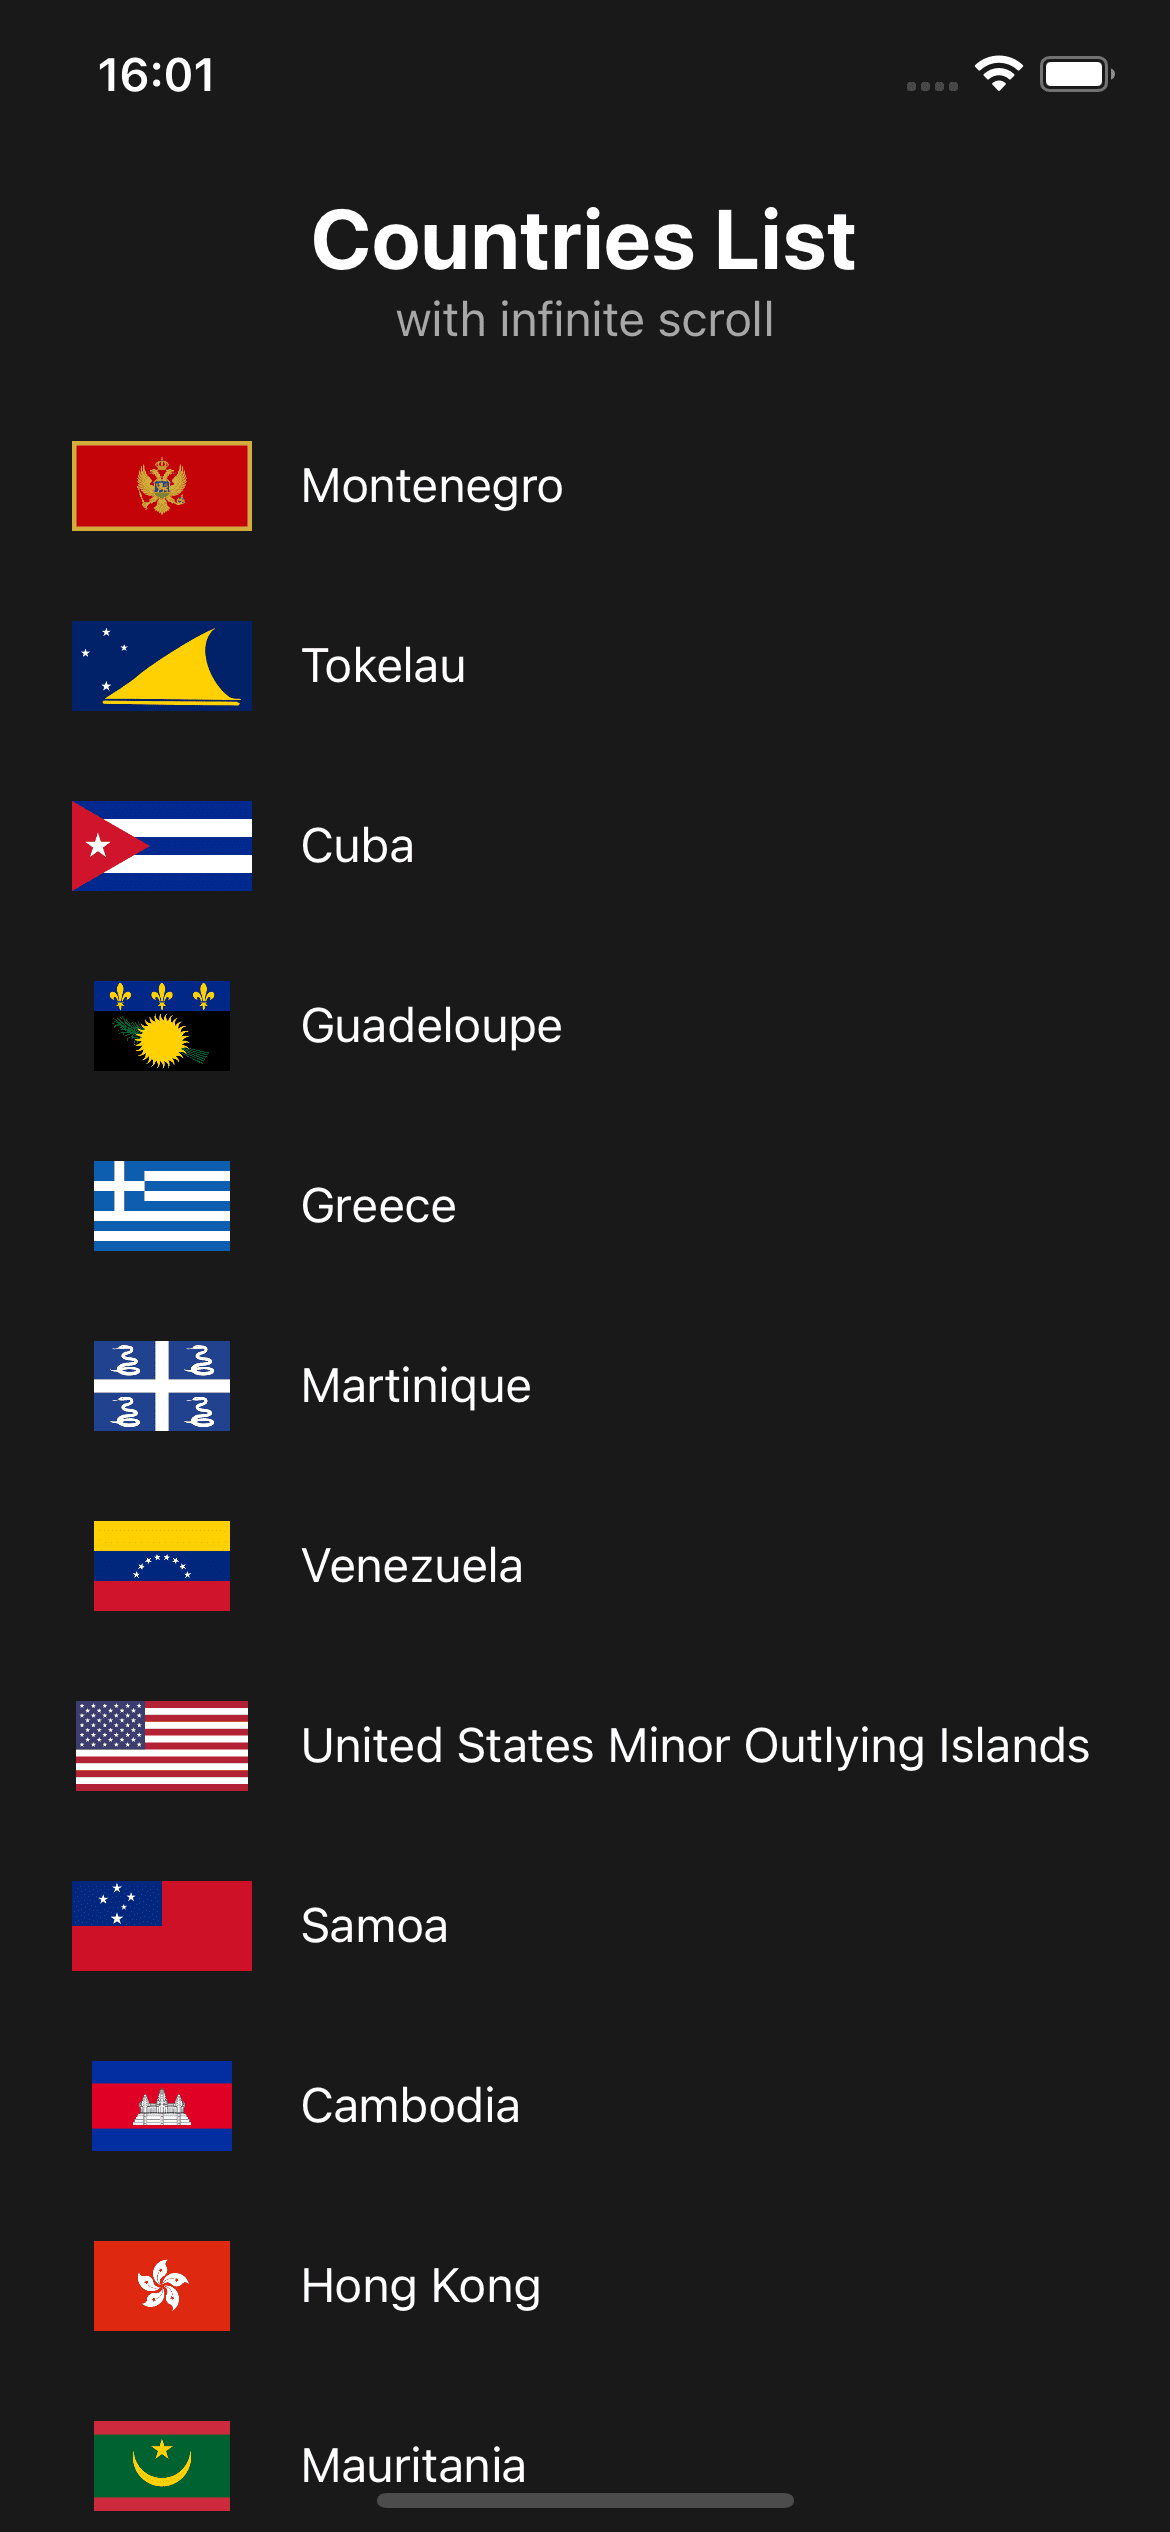 16:01
Countries List
with infinite scroll
Montenegro
Tokelau
Cuba
Guadeloupe
Greece
Martinique
Venezuela
United States Minor Outlying Islands
Samoa
Cambodia
Hong Kong
Mauritania